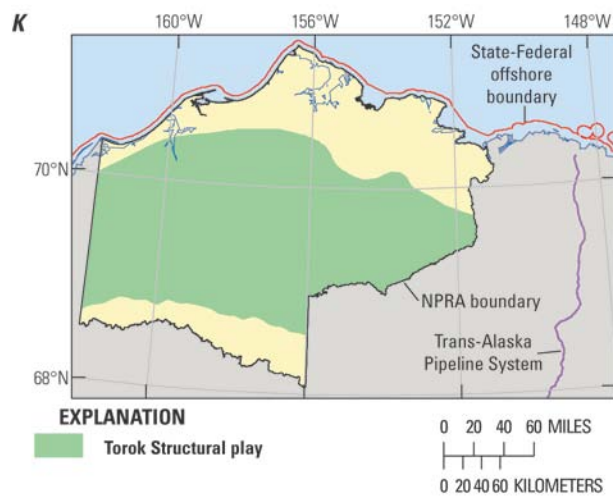 K
160°W
156°W
152°W
148°W
State-Federal
offshore
boundary
70°N
NPRA boundary
Trans-Alaska
Pipeline System
68°N
EXPLANATION
Torok Structural play
0 20 40 60 MILES
0 20 40 60 KILOMETERS